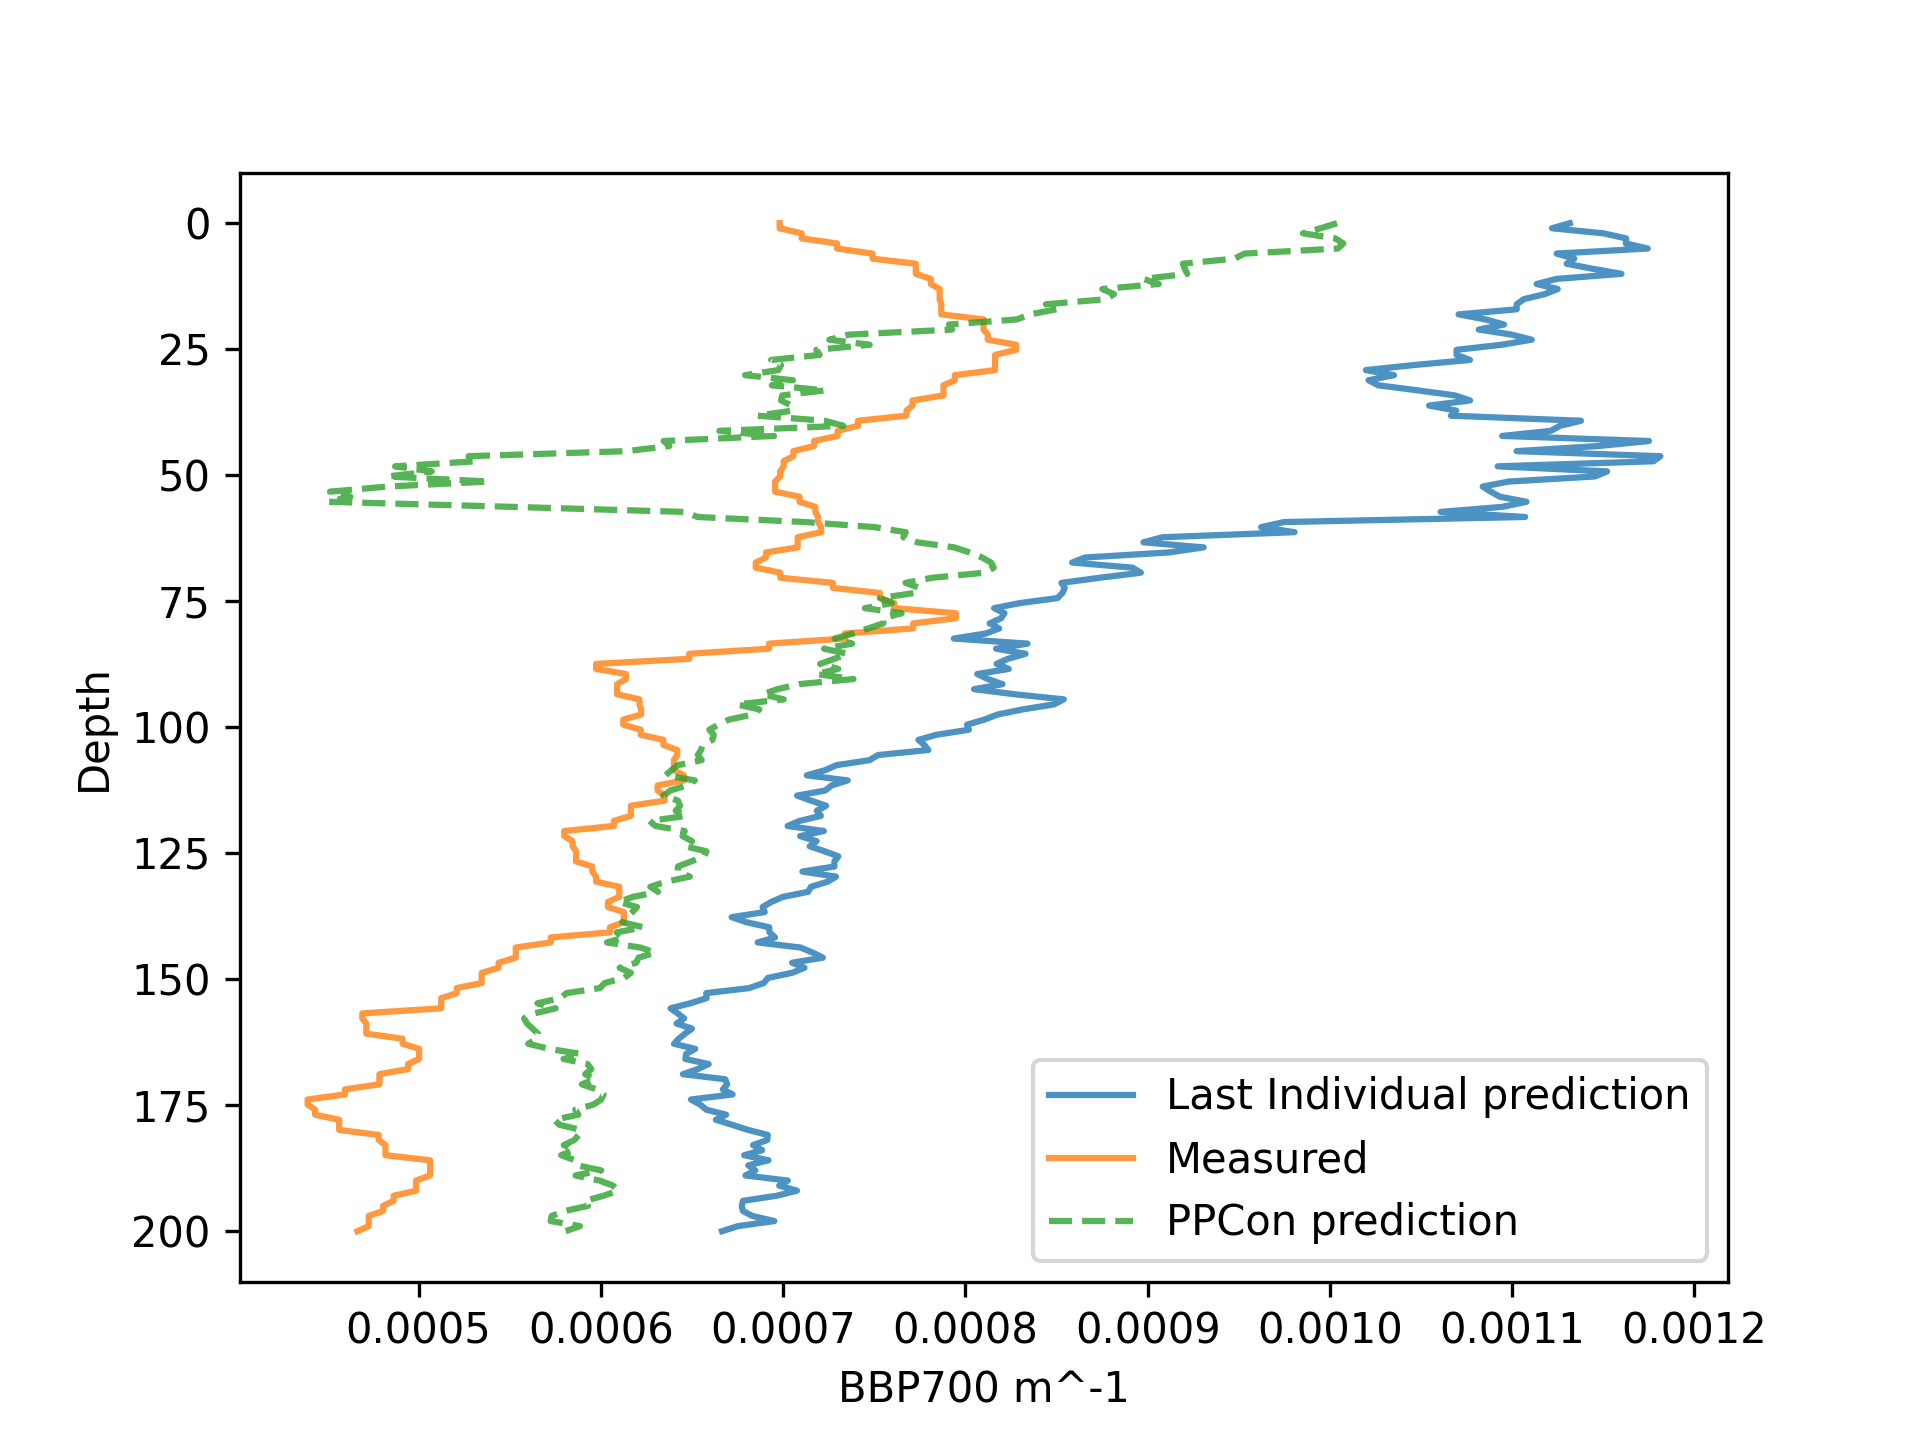 0
25
50
75
100
125
150
175
200
Depth
0.0005 0.0006 0.0007 0.0008 0.0009 0.0010 0.0011 0.0012
BBP700 m^-1
Last Individual prediction
Measured
PPCon prediction